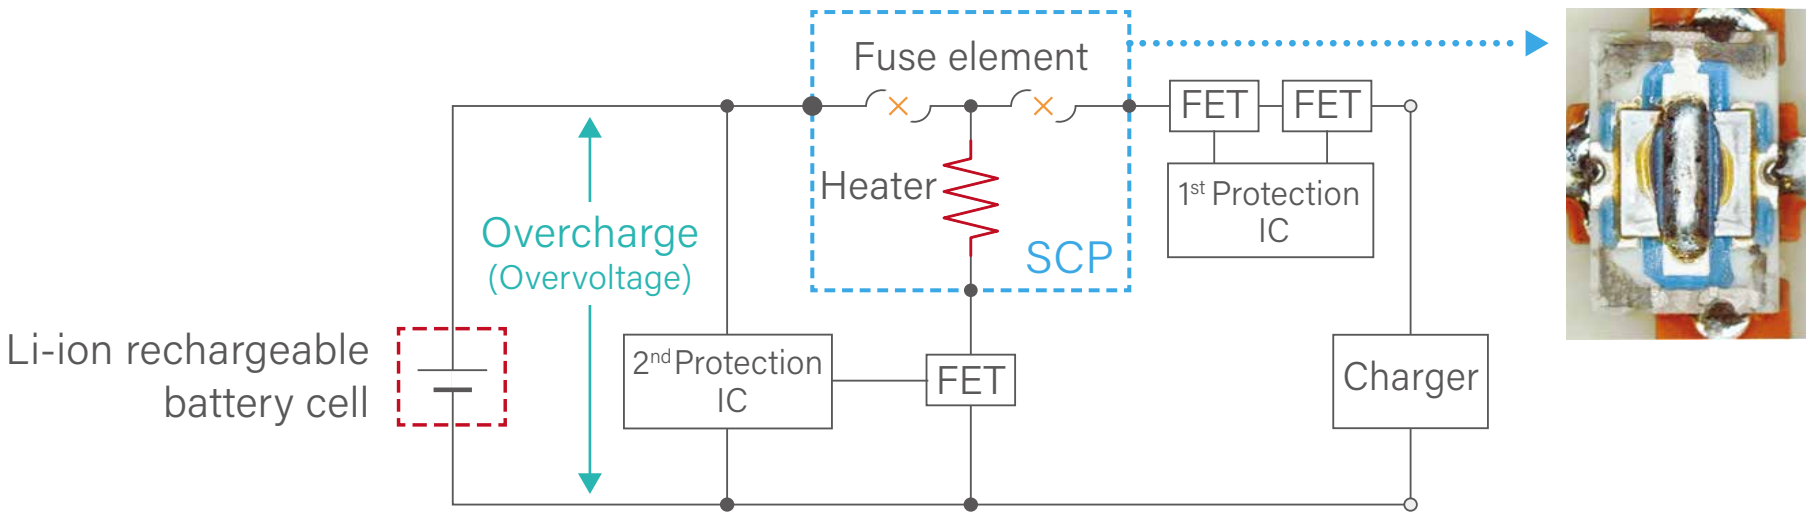 Fuse element
FET
FET
Heater
1st Protection
IC
Overcharge
(Overvoltage)
SCP
Li-ion rechargeable
battery cell
2nd Protection
IC
FET
Charger